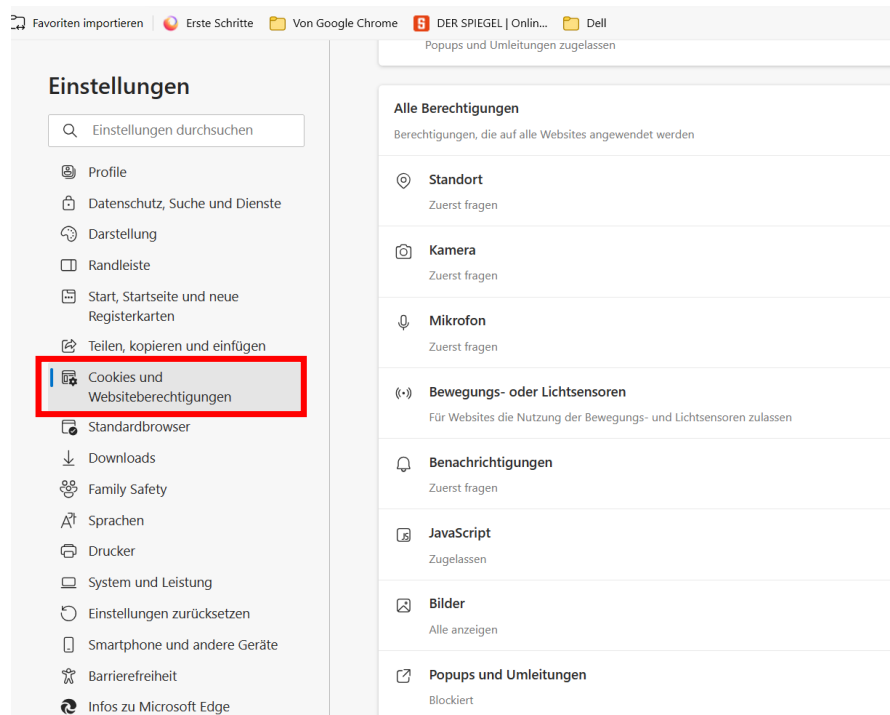 Favoriten importieren
Erste Schritte
Von Google Chrome
DER SPIEGEL | Onlin...
Dell
Einstellungen
Einstellungen durchsuchen
Profile
Datenschutz, Suche und Dienste
Darstellung
Randleiste
Start, Startseite und neue
Registerkarten
Teilen, kopieren und einfügen
Cookies und
Websiteberechtigungen
Standardbrowser
Downloads
Family Safety
Sprachen
Drucker
System und Leistung
Einstellungen zurücksetzen
Smartphone und andere Geräte
Barrierefreiheit
Infos zu Microsoft Edge
Popups und Umleitungen zugelassen
Alle Berechtigungen
Berechtigungen, die auf alle Websites angewendet werden
Standort
Zuerst fragen
Kamera
Zuerst fragen
Mikrofon
Zuerst fragen
Bewegungs- oder Lichtsensoren
Für Websites die Nutzung der Bewegungs- und Lichtsensoren zulassen
Benachrichtigungen
Zuerst fragen
JavaScript
Zugelassen
Bilder
Alle anzeigen
Popups und Umleitungen
Blockiert